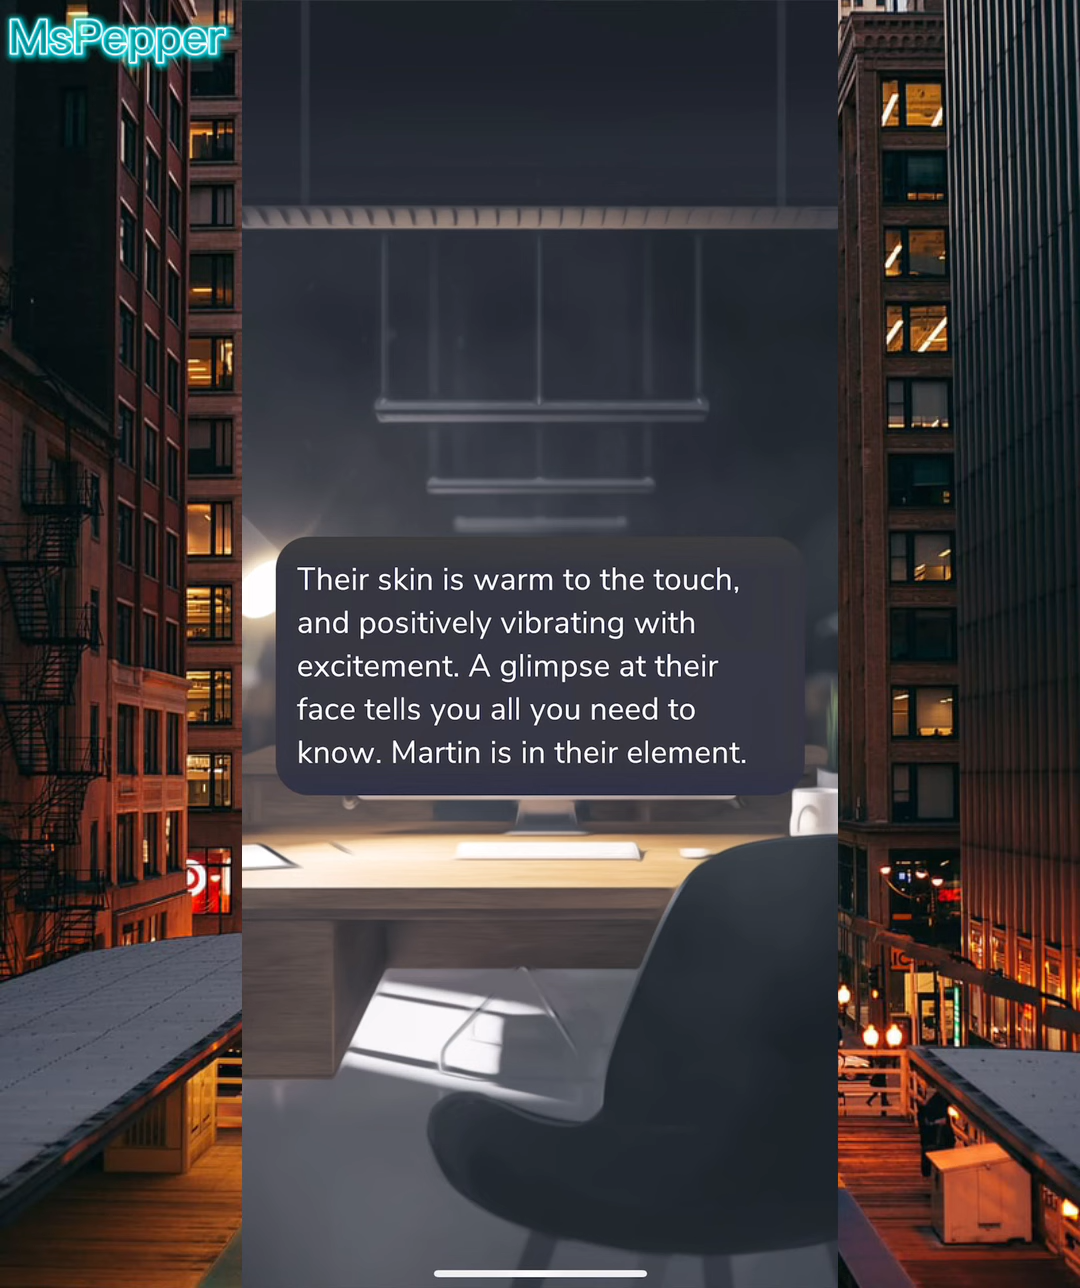 MsPepper
Their skin is warm to the touch,
and positively vibrating with
excitement. A glimpse at their
face tells you all you need to
know. Martin is in their element.